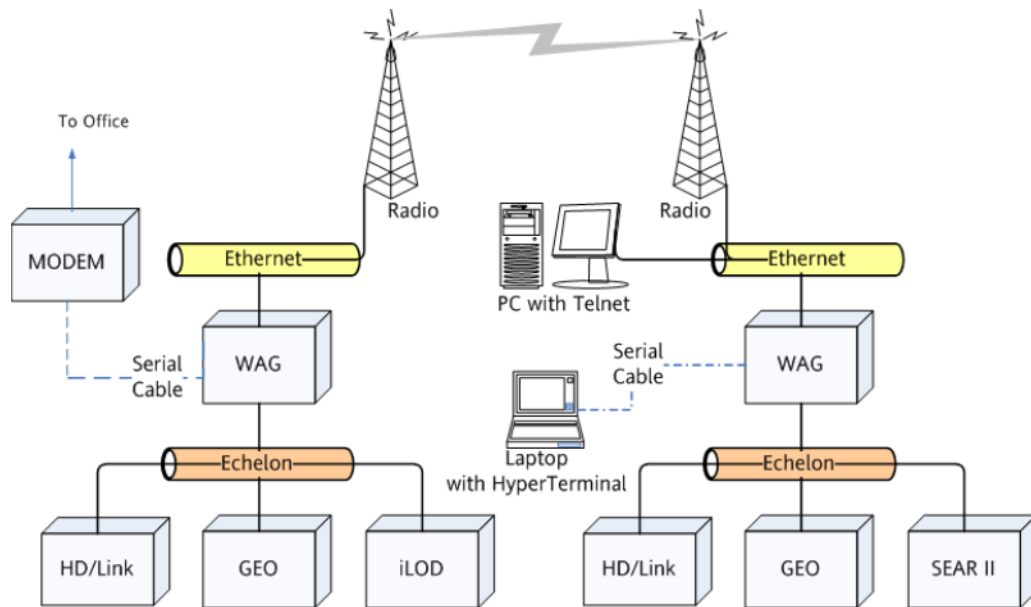 To Office
Radio
Radio
MODEM
Ethernet
Ethernet
PC with Telnet
WAG
Serial
Cable
WAG
Serial
Cable
Laptop
with HyperTerminal
Echelon
Echelon
HD/Link
GEO
iLOD
HD/Link
GEO
SEAR II